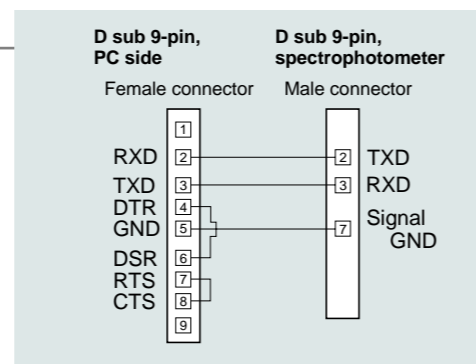 D sub 9-pin,
PC side
D sub 9-pin,
spectrophotometer
Female connector
Male connector
1
RXD 2
TXD 3
DTR 4
GND 5
DSR 6
RTS 7
CTS 8
9
2 TXD
3 RXD
7 Signal
GND